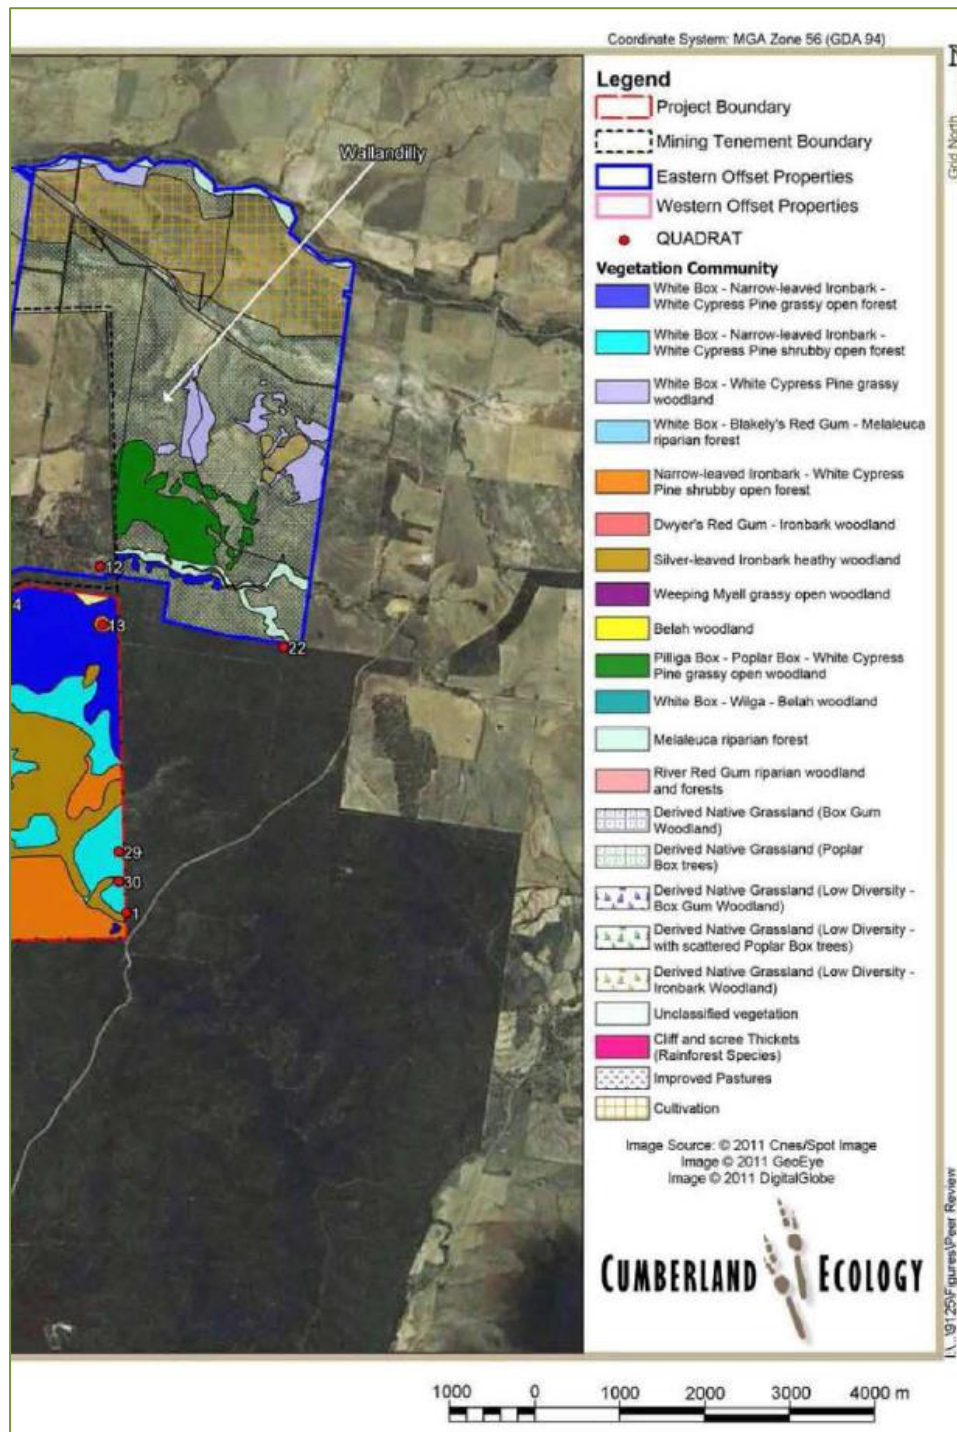 Coordinate System: MGA Zone 56 (GDA 94)
N
Grid North
Legend
Project Boundary
Mining Tenement Boundary
Eastern Offset Properties
Western Offset Properties
QUADRAT
Vegetation Community
White Box - Narrow-leaved Ironbark -
White Cypress Pine grassy open forest
White Box - Narrow-leaved Ironbark -
White Cypress Pine shrubby open forest
White Box - White Cypress Pine grassy
woodland
White Box - Blakely's Red Gum - Melaleuca
riparian forest
Narrow-leaved Ironbark - White Cypress
Pine shrubby open forest
Dwyer's Red Gum - Ironbark woodland
Silver-leaved Ironbark heathy woodland
Weeping Myall grassy open woodland
Belah woodland
Pilliga Box - Poplar Box - White Cypress
Pine grassy open woodland
White Box - Wilga - Belah woodland
Melaleuca riparian forest
River Red Gum riparian woodland
and forests
Derived Native Grassland (Box Gum
Woodland)
Derived Native Grassland (Poplar
Box trees)
Derived Native Grassland (Low Diversity -
Box Gum Woodland)
Derived Native Grassland (Low Diversity -
with scattered Poplar Box trees)
Derived Native Grassland (Low Diversity -
Ironbark Woodland)
Unclassified vegetation
Cliff and scree Thickets
(Rainforest Species)
Improved Pastures
Cultivation
Image Source: © 2011 Cnes/Spot Image
Image © 2011 GeoEye
Image © 2011 DigitalGlobe
CUMBERLAND ECOLOGY
I:\...\9125\Figures\Peer Review
Wallandilly
12
4
13
22
29
30
1
1000 0 1000 2000 3000 4000 m